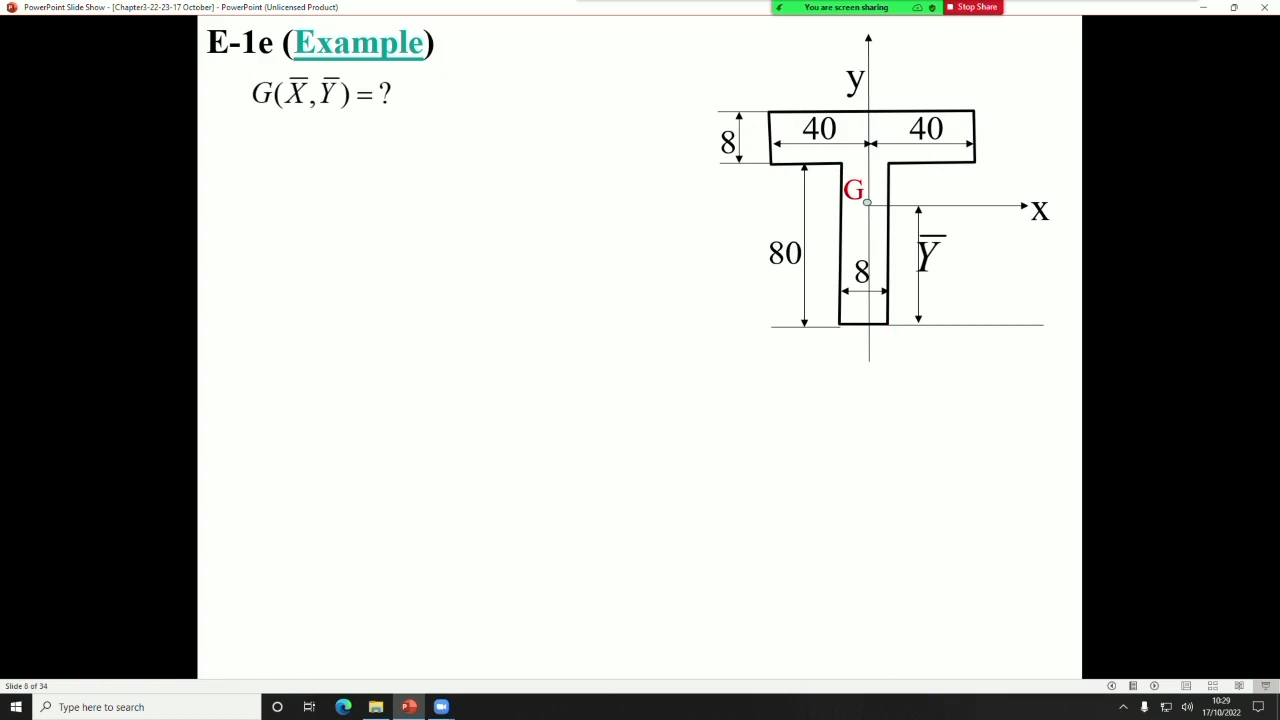 PowerPoint Slide Show - [Chapter3-22-23-17 October] - PowerPoint (Unlicensed Product)
You are screen sharing
Stop Share
E-1e (Example)
G(X̅,Y̅)=?
y
8
40
40
G
x
80
8
Y̅
Slide 8 of 34
Type here to search
10:29
17/10/2022